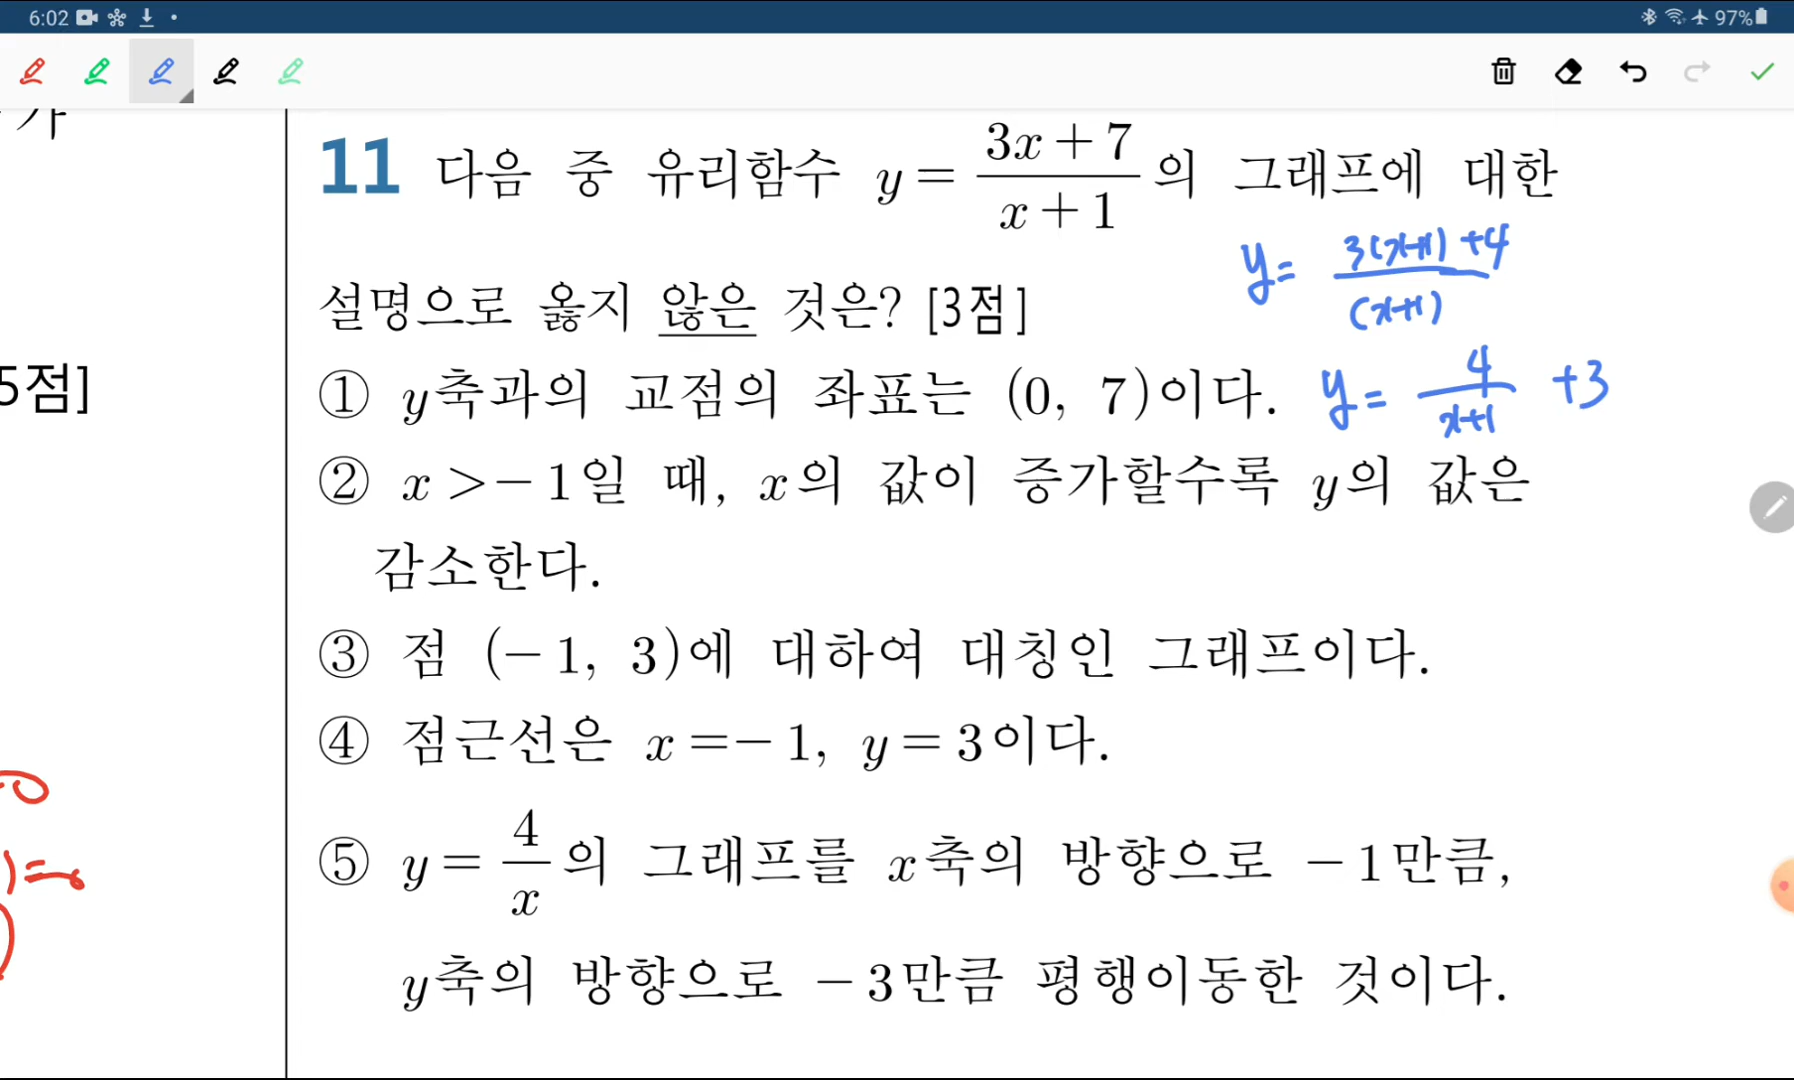 6:02
97%
가
5점]
11 다음 중 유리함수 y = (3x+7)/(x+1) 의 그래프에 대한
y = (3(x+1)+4)/(x+1)
설명으로 옳지 않은 것은? [3점]
① y축과의 교점의 좌표는 (0, 7)이다.
y = 4/(x+1) +3
② x > −1일 때, x의 값이 증가할수록 y의 값은
감소한다.
③ 점 (−1, 3)에 대하여 대칭인 그래프이다.
④ 점근선은 x = −1, y = 3이다.
⑤ y = 4/x 의 그래프를 x축의 방향으로 −1만큼,
y축의 방향으로 −3만큼 평행이동한 것이다.